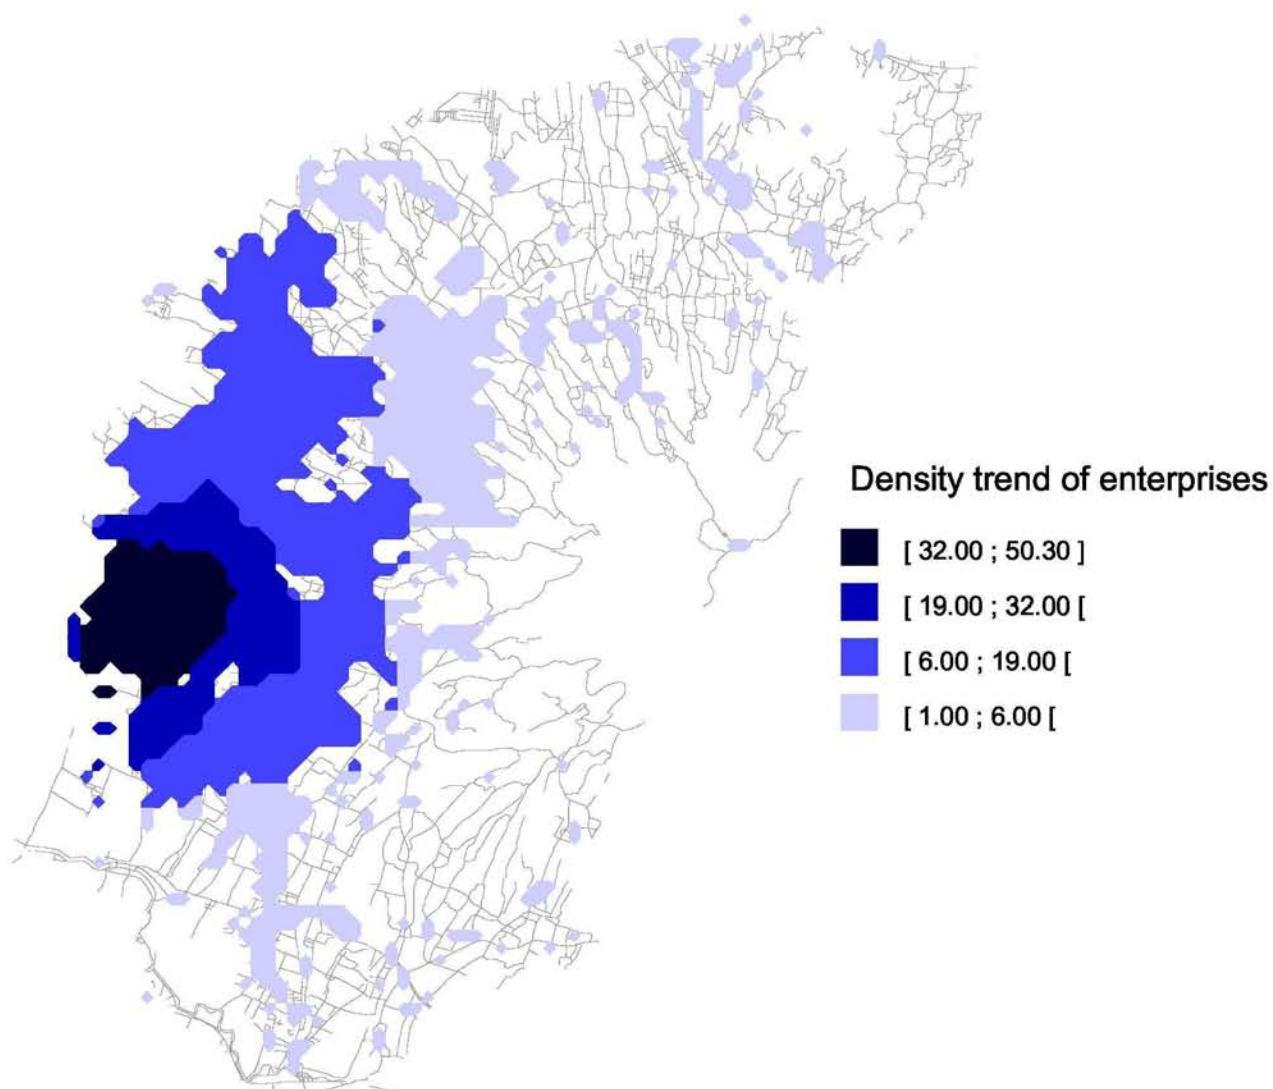 Density trend of enterprises
[ 32.00 ; 50.30 ]
[ 19.00 ; 32.00 [
[ 6.00 ; 19.00 [
[ 1.00 ; 6.00 [